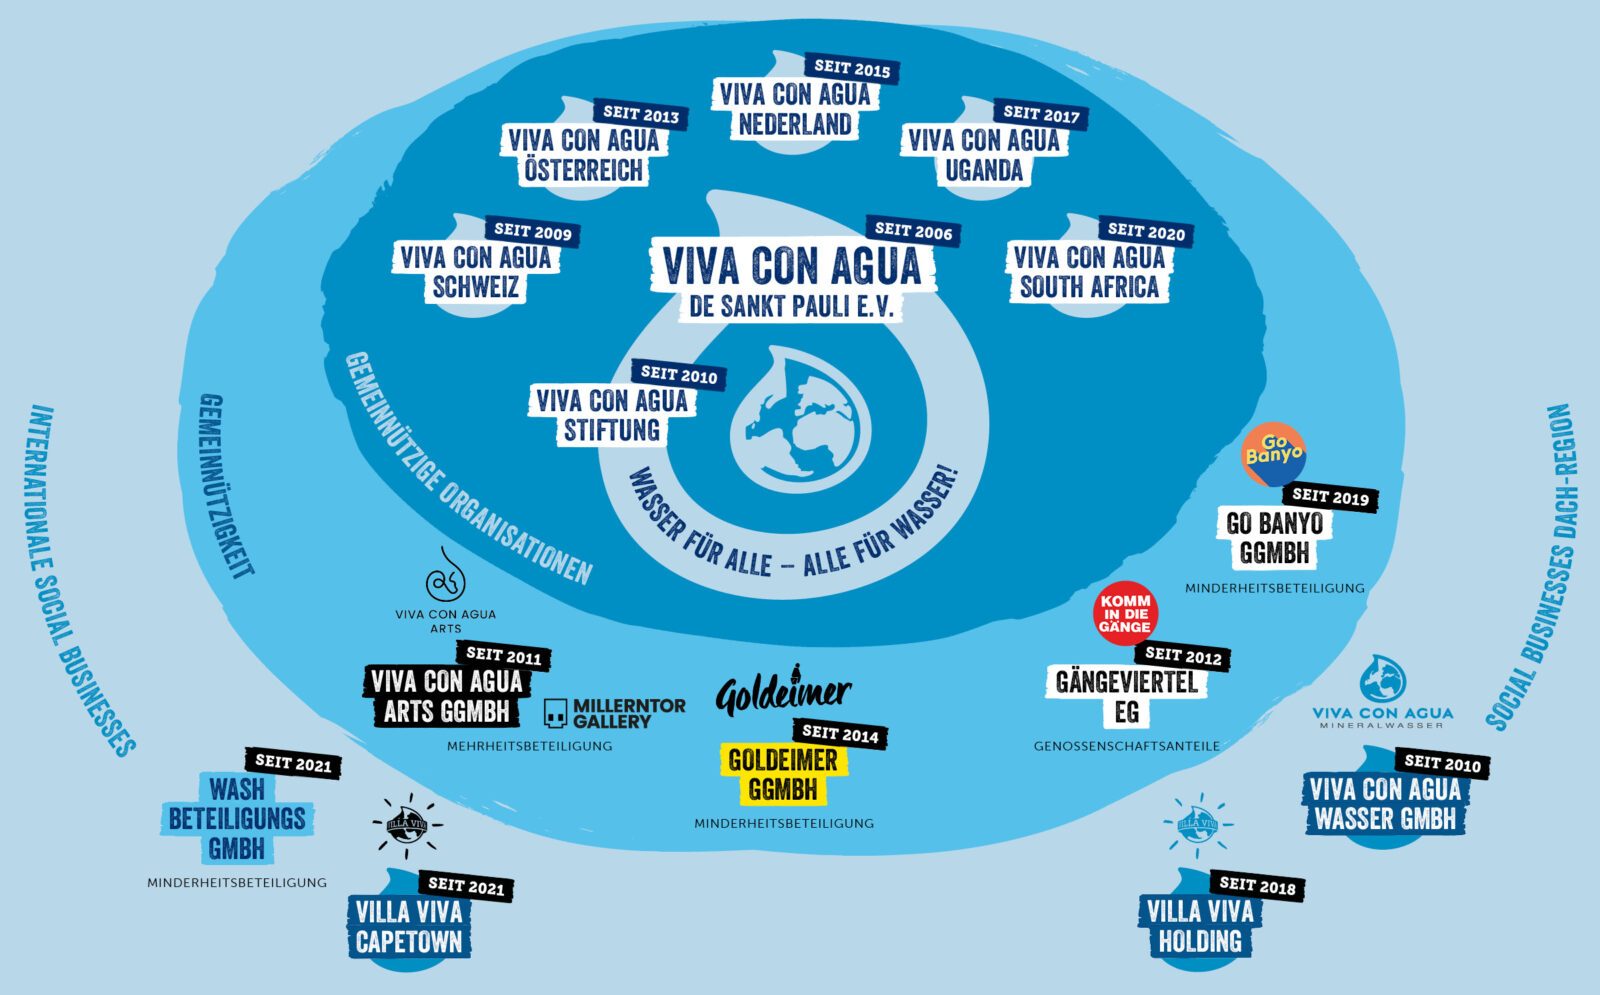 SEIT 2015
VIVA CON AGUA
NEDERLAND
SEIT 2013
VIVA CON AGUA
ÖSTERREICH
SEIT 2017
VIVA CON AGUA
UGANDA
SEIT 2009
VIVA CON AGUA
SCHWEIZ
SEIT 2006
VIVA CON AGUA
DE SANKT PAULI E.V.
SEIT 2020
VIVA CON AGUA
SOUTH AFRICA
SEIT 2010
VIVA CON AGUA
STIFTUNG
WASSER FÜR ALLE – ALLE FÜR WASSER!
GEMEINNÜTZIGE ORGANISATIONEN
GEMEINNÜTZIGKEIT
INTERNATIONALE SOCIAL BUSINESSES
SOCIAL BUSINESSES DACH-REGION
Go
Banyo
SEIT 2019
GO BANYO
GGMBH
MINDERHEITSBETEILIGUNG
VIVA CON AGUA
ARTS
SEIT 2011
VIVA CON AGUA
ARTS GGMBH
MILLERNTOR
GALLERY
MEHRHEITSBETEILIGUNG
Goldeimer
SEIT 2014
GOLDEIMER
GGMBH
MINDERHEITSBETEILIGUNG
KOMM
IN DIE
GÄNGE
SEIT 2012
GÄNGEVIERTEL
EG
GENOSSENSCHAFTSANTEILE
VIVA CON AGUA
MINERALWASSER
SEIT 2010
VIVA CON AGUA
WASSER GMBH
SEIT 2021
WASH
BETEILIGUNGS
GMBH
MINDERHEITSBETEILIGUNG
VILLA VIVA
SEIT 2021
VILLA VIVA
CAPETOWN
VILLA VIVA
SEIT 2018
VILLA VIVA
HOLDING